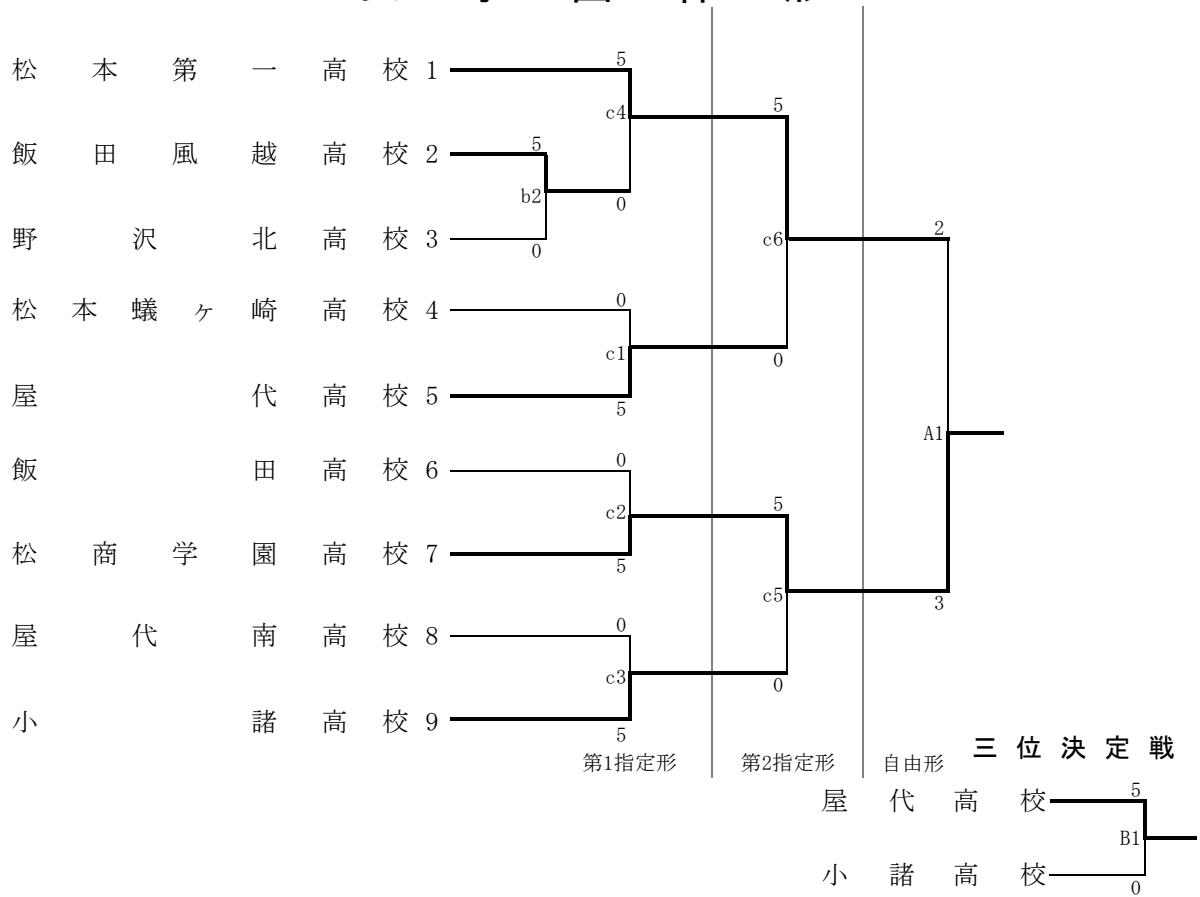 5
松本第一高校 1
c4
5
5
飯田風越高校 2
b2
0
野沢北高校 3
0
2
c6
0
松本蟻ヶ崎高校 4
c1
0
屋代高校 5
5
A1
0
飯田高校 6
5
c2
松商学園高校 7
5
c5
3
0
屋代南高校 8
c3
0
小諸高校 9
5
第1指定形 第2指定形 自由形
三位決定戦
5
屋代高校
B1
小諸高校
0